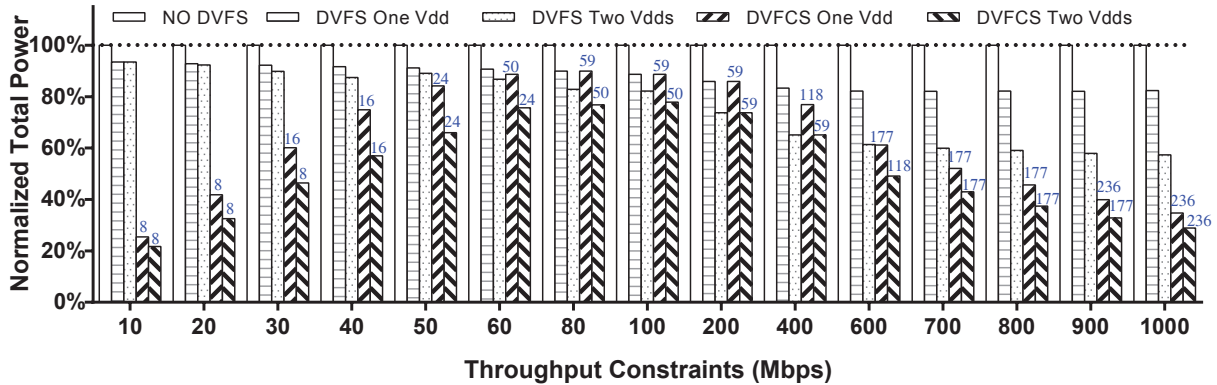 NO DVFS DVFS One Vdd DVFS Two Vdds DVFCS One Vdd DVFCS Two Vdds
Normalized Total Power
100%
80%
60%
40%
20%
0%
8 8 8 8 16 8 16 16 24 24 50 24 59 50 59 50 59 59 118 59 177 118 177 177 177 177 236 177 236 236
10 20 30 40 50 60 80 100 200 400 600 700 800 900 1000
Throughput Constraints (Mbps)